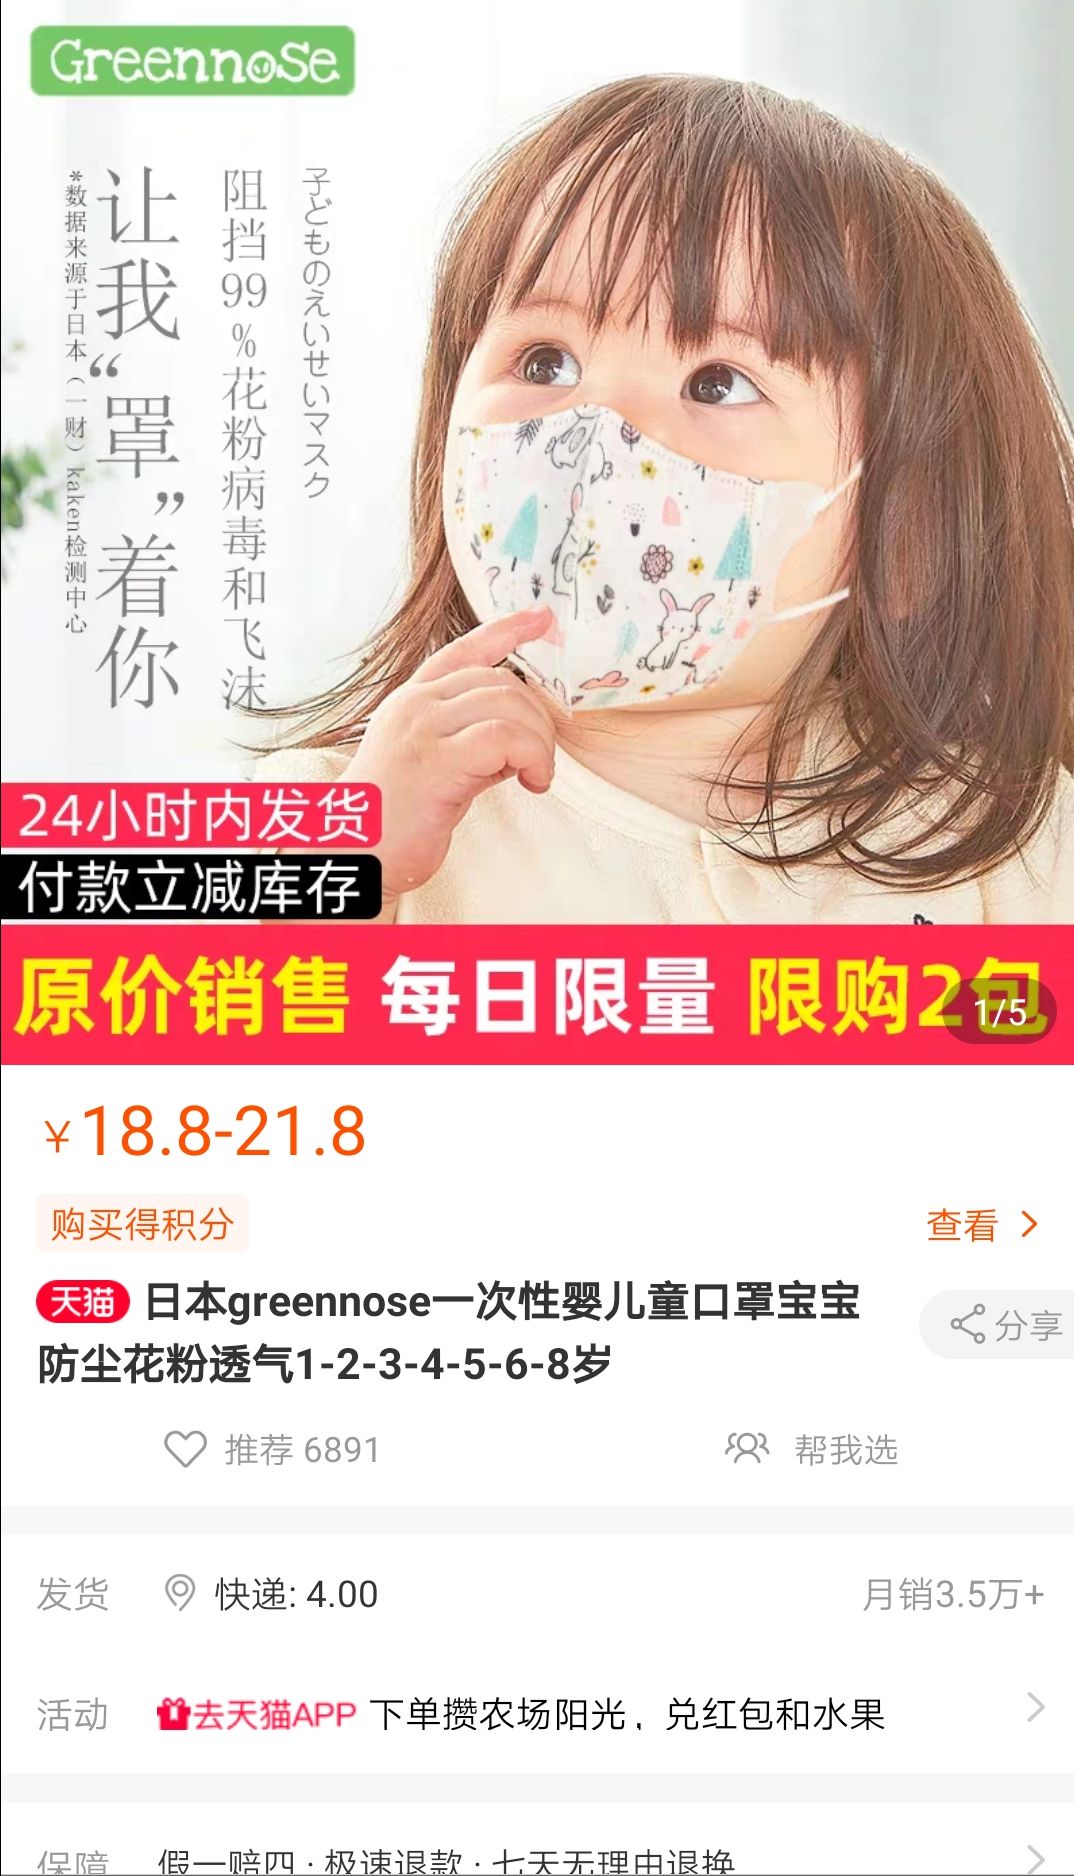 Greennose
子どものえいせいマスク
阻挡99%花粉病毒和飞沫
让我“罩”着你
*数据来源于日本（一财）kaken检测中心
24小时内发货
付款立减库存
原价销售 每日限量 限购2包
1/5
¥18.8-21.8
购买得积分
查看
天猫 日本greennose一次性婴儿童口罩宝宝
防尘花粉透气1-2-3-4-5-6-8岁
分享
推荐 6891
帮我选
发货 快递: 4.00 月销3.5万+
活动 去天猫APP 下单攒农场阳光，兑红包和水果
保障 假一赔四 · 极速退款 · 七天无理由退换